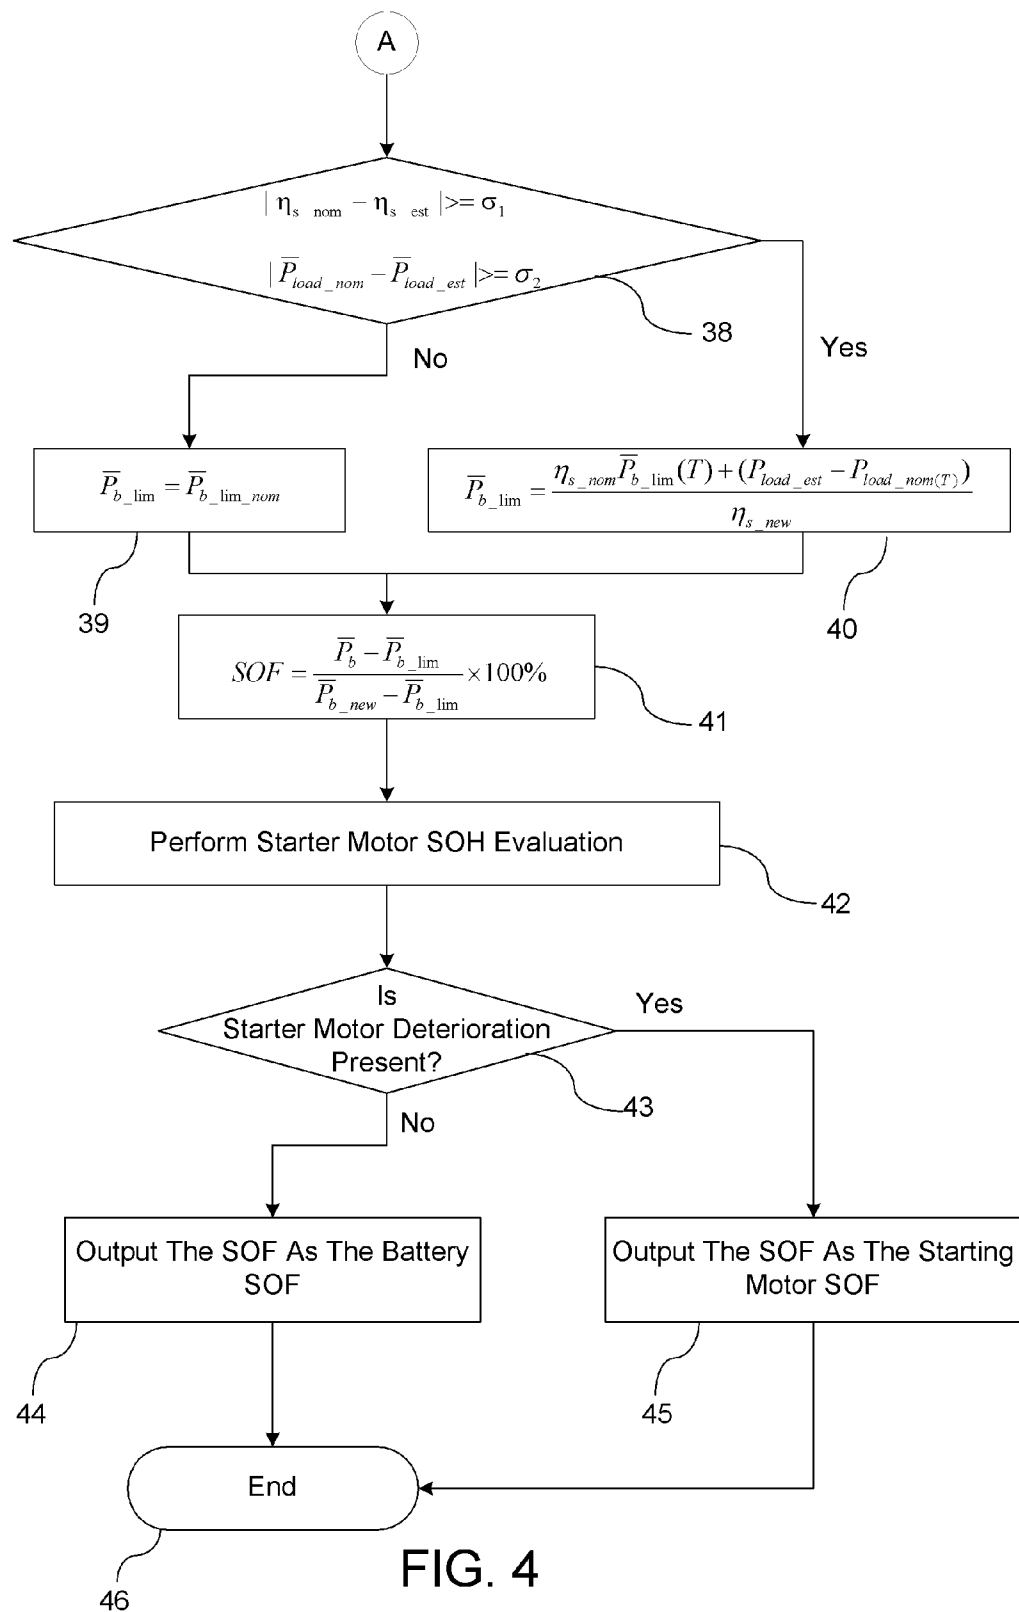 A
| η_s_nom − η_s_est |>= σ_1
| P̅_load_nom − P̅_load_est |>= σ_2
38
No
Yes
P̅_b_lim = P̅_b_lim_nom
P̅_b_lim = (η_s_nom P̅_b_lim(T) + (P_load_est − P_load_nom(T))) / η_s_new
39
40
SOF = (P̅_b − P̅_b_lim) / (P̅_b_new − P̅_b_lim) ×100%
41
Perform Starter Motor SOH Evaluation
42
Is
Starter Motor Deterioration
Present?
Yes
43
No
Output The SOF As The Battery
SOF
Output The SOF As The Starting
Motor SOF
44
45
End
46
FIG. 4